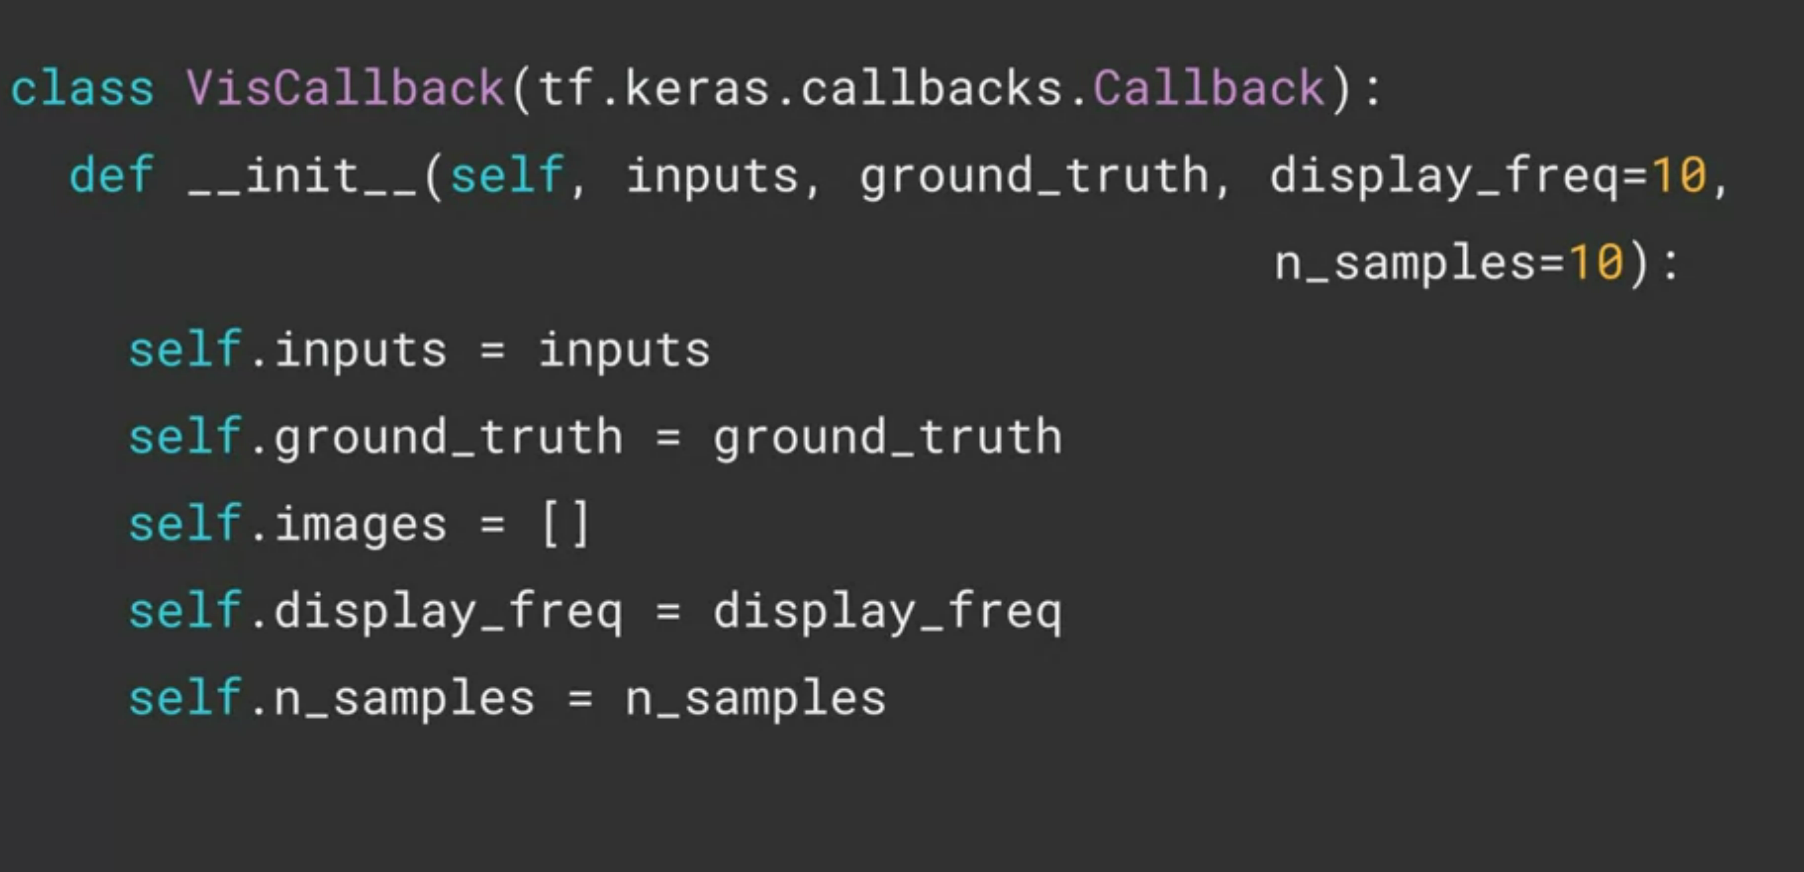 class VisCallback(tf.keras.callbacks.Callback):
  def __init__(self, inputs, ground_truth, display_freq=10,
                                           n_samples=10):
    self.inputs = inputs
    self.ground_truth = ground_truth
    self.images = []
    self.display_freq = display_freq
    self.n_samples = n_samples